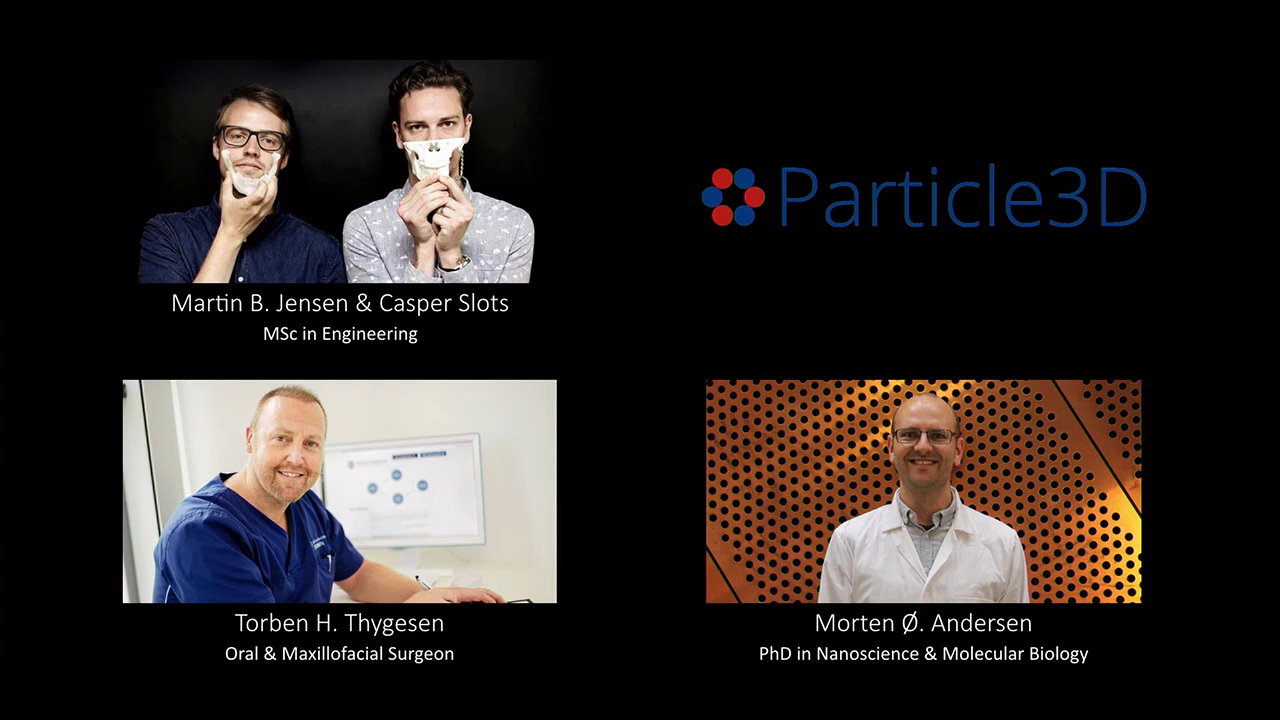 Particle3D
Martin B. Jensen & Casper Slots
MSc in Engineering
Torben H. Thygesen
Oral & Maxillofacial Surgeon
Morten Ø. Andersen
PhD in Nanoscience & Molecular Biology